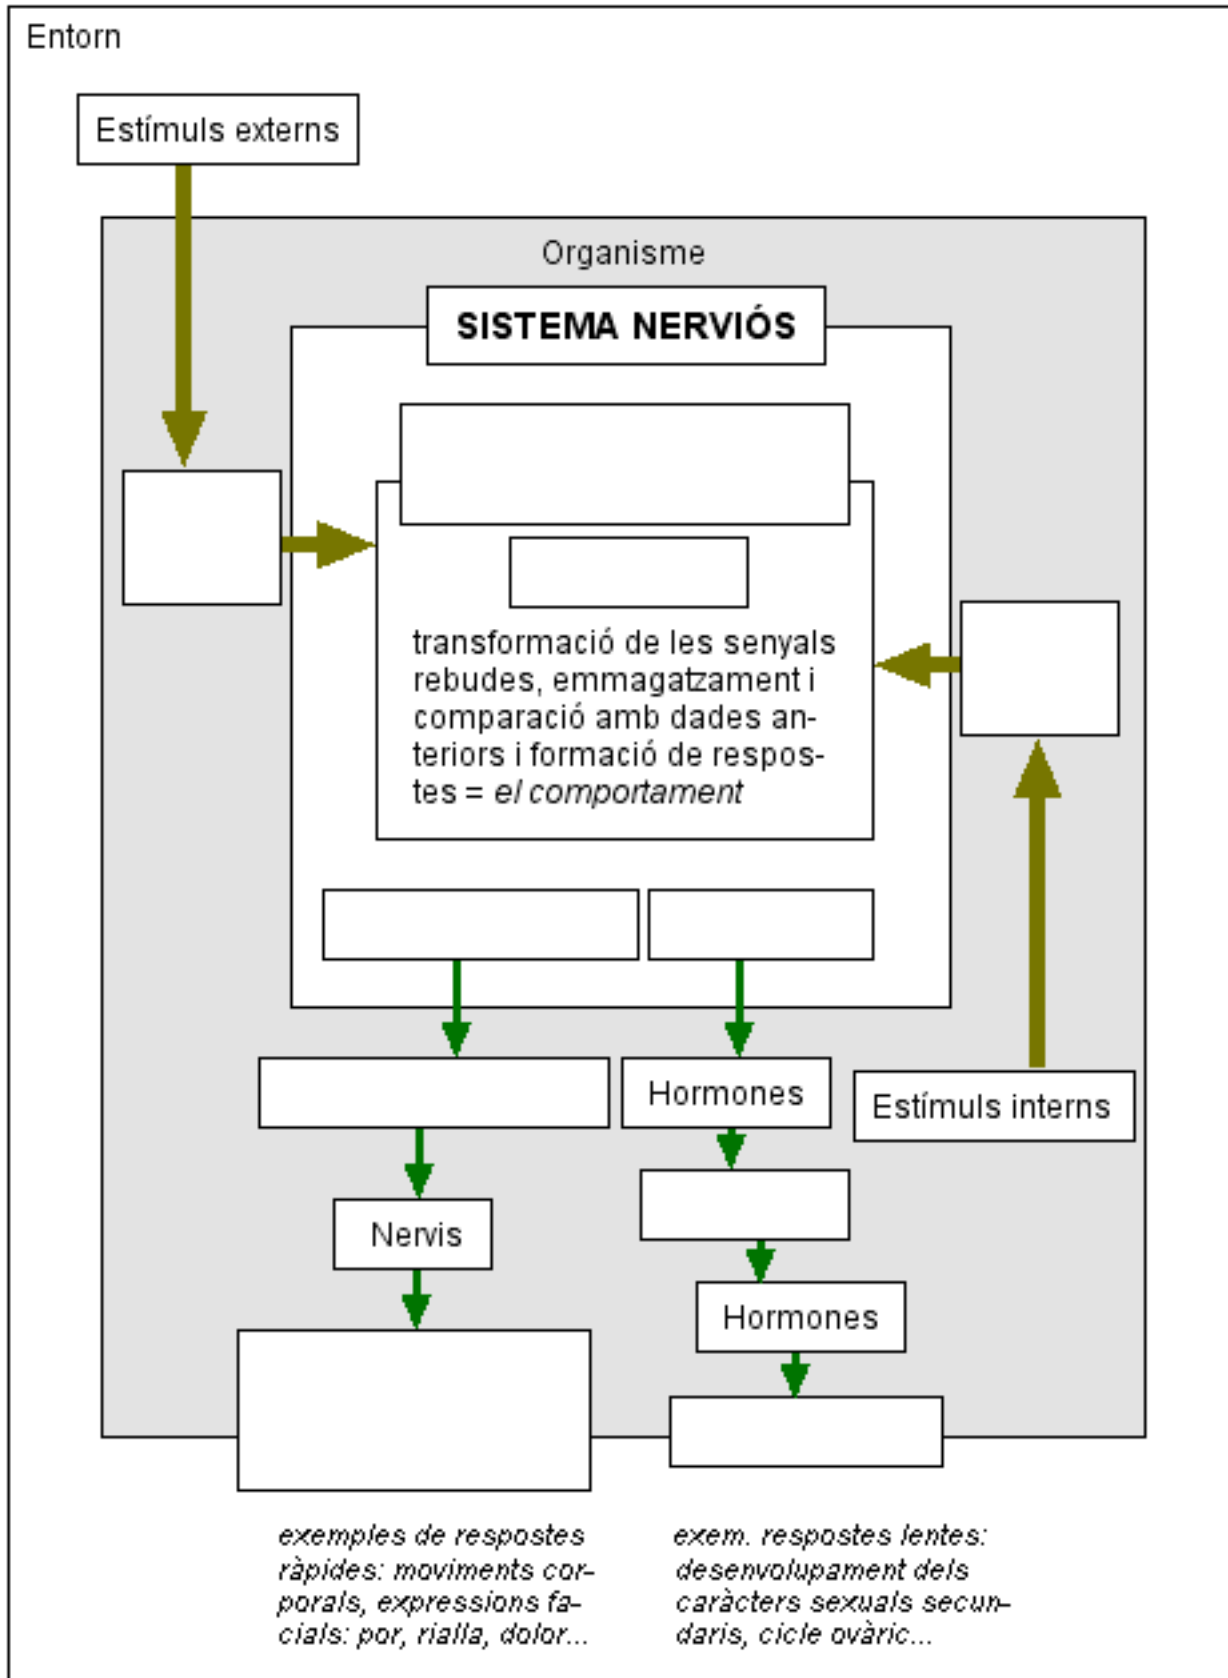 Entorn
Estímuls externs
Organisme
SISTEMA NERVIÓS
transformació de les senyals
rebudes, emmagatzament i
comparació amb dades an-
teriors i formació de respos-
tes = el comportament
Hormones
Estímuls interns
Nervis
Hormones
exemples de respostes
ràpides: moviments cor-
porals, expressions fa-
cials: por, rialla, dolor...
exem. respostes lentes:
desenvolupament dels
caràcters sexuals secun-
daris, cicle ovàric...